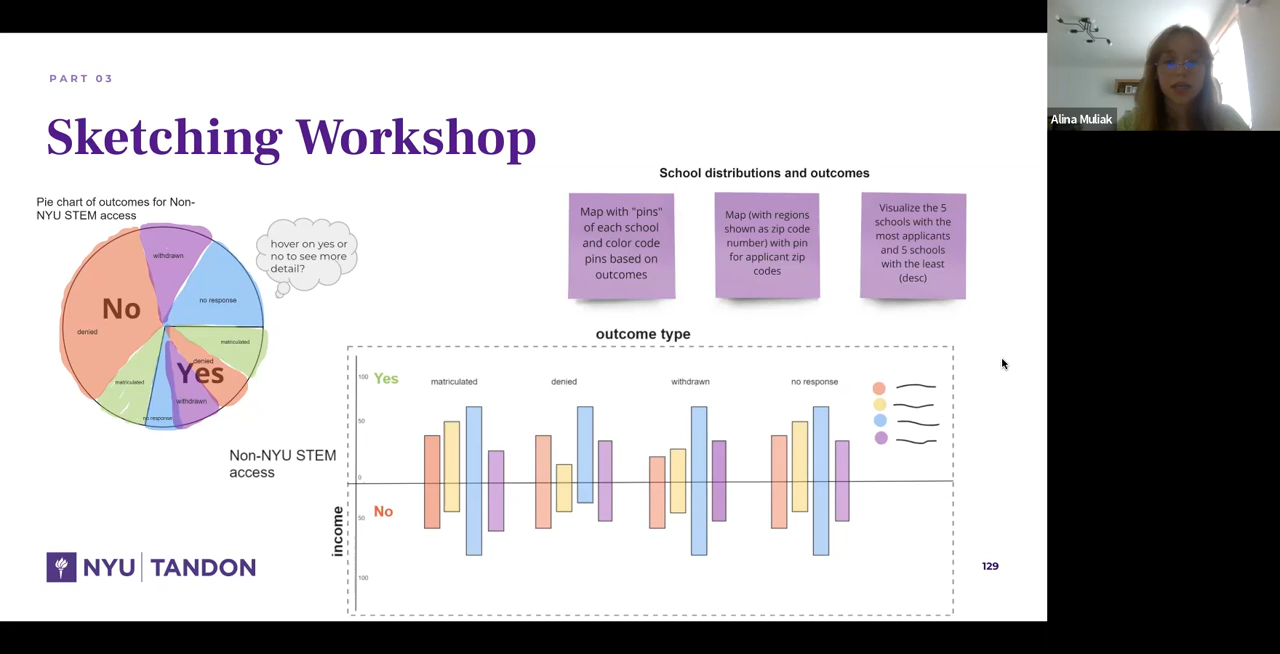 PART 03
Sketching Workshop
Pie chart of outcomes for Non-
NYU STEM access
withdrawn
hover on yes or
no to see more
detail?
No
no response
denied
matriculated
denied
Yes
matriculated
withdrawn
no response
School distributions and outcomes
Map with "pins"
of each school
and color code
pins based on
outcomes
Map (with regions
shown as zip code
number) with pin
for applicant zip
codes
Visualize the 5
schools with the
most applicants
and 5 schools
with the least
(desc)
outcome type
100
Yes
matriculated
denied
withdrawn
no response
50
0
Non-NYU STEM
access
income
50
No
100
NYU TANDON
129
Alina Muliak